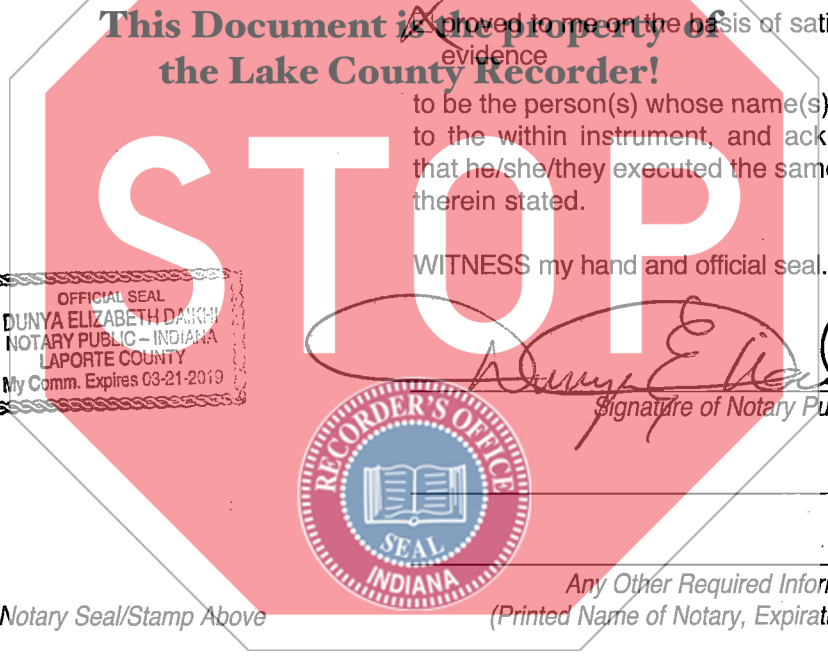 This Document is the property of
the Lake County Recorder!
proved to me on the basis of sati
evidence
to be the person(s) whose name(s)
to the within instrument, and ack
that he/she/they executed the same
therein stated.
STOP
WITNESS my hand and official seal.
OFFICIAL SEAL
DUNYA ELIZABETH DAIKHI
NOTARY PUBLIC – INDIANA
LAPORTE COUNTY
My Comm. Expires 03-21-2019
Dunya E
Signature of Notary Pu
RECORDER'S OFFICE
SEAL
INDIANA
Any Other Required Infor
Notary Seal/Stamp Above
(Printed Name of Notary, Expirati